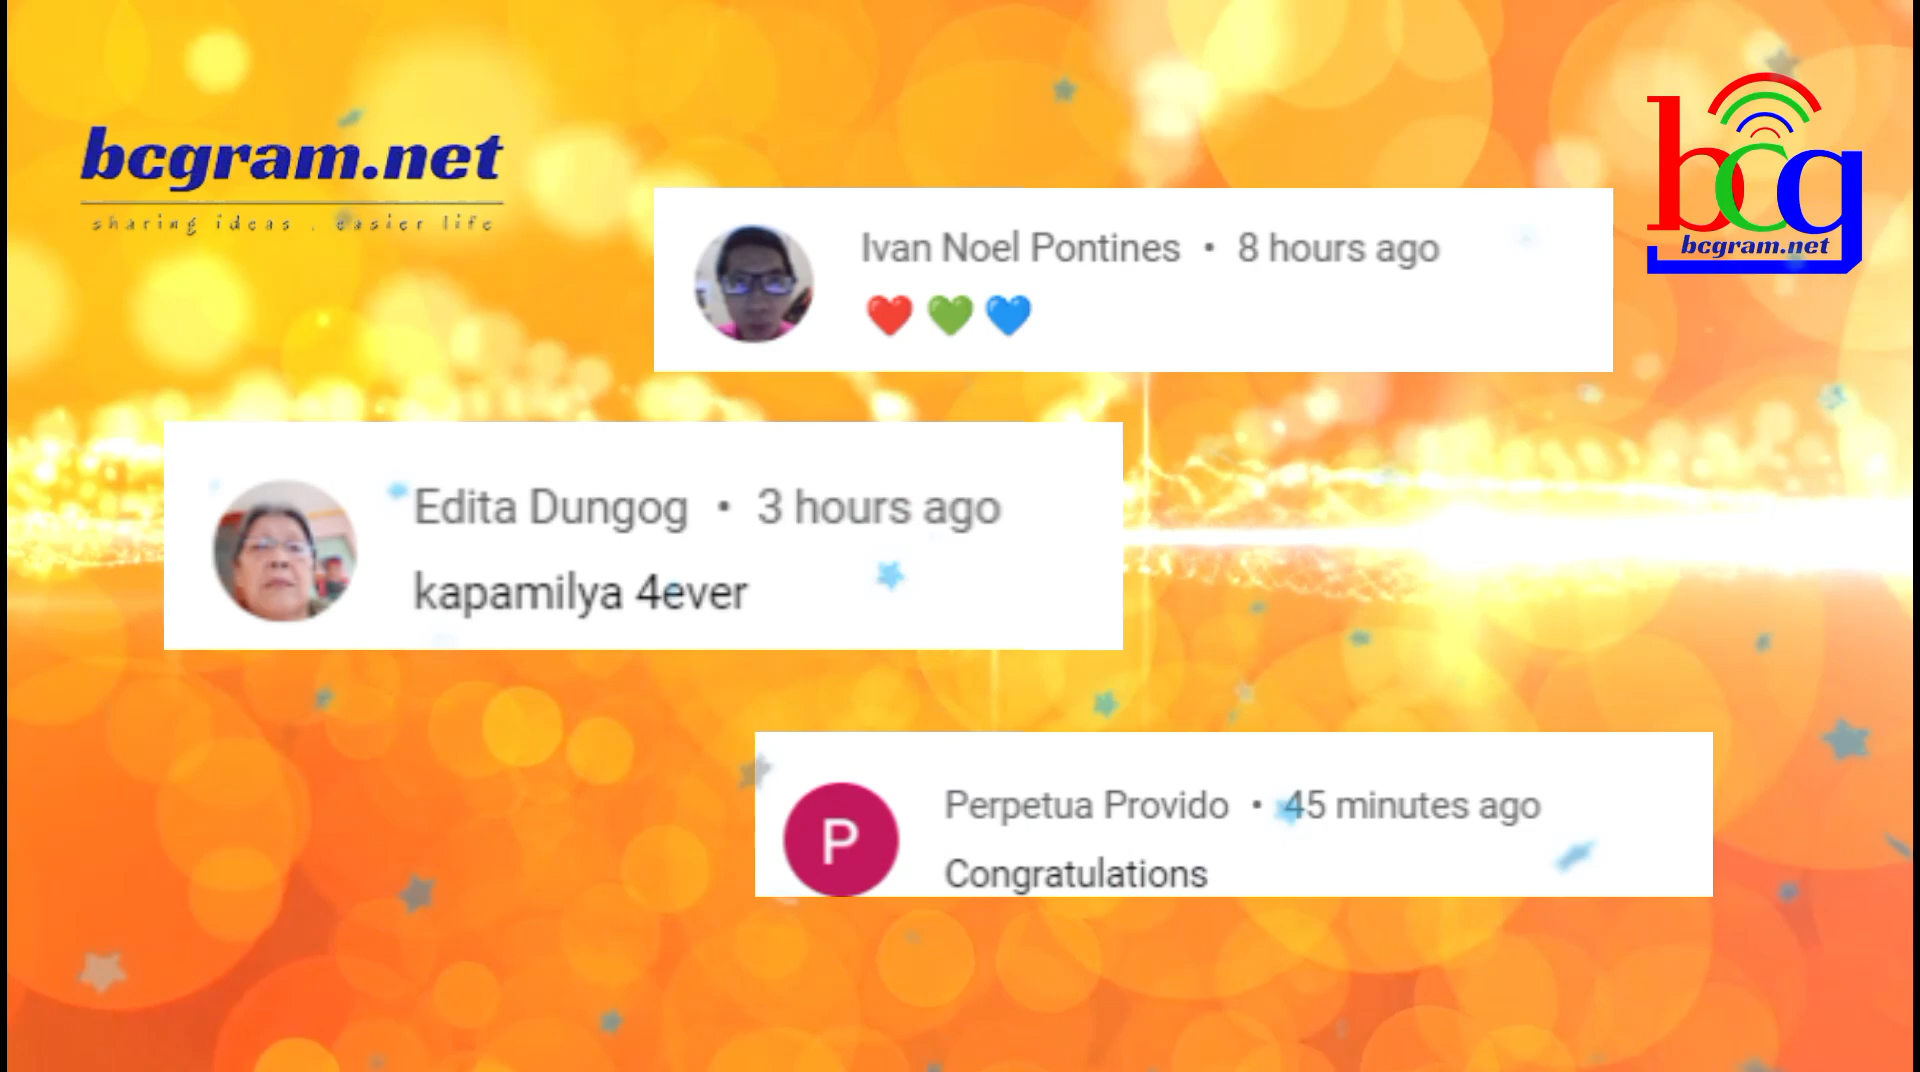 bcgram.net
sharing ideas . easier life
bcg
bcgram.net
Ivan Noel Pontines • 8 hours ago
❤️ 💚 💙
Edita Dungog • 3 hours ago
kapamilya 4ever
P
Perpetua Provido • 45 minutes ago
Congratulations